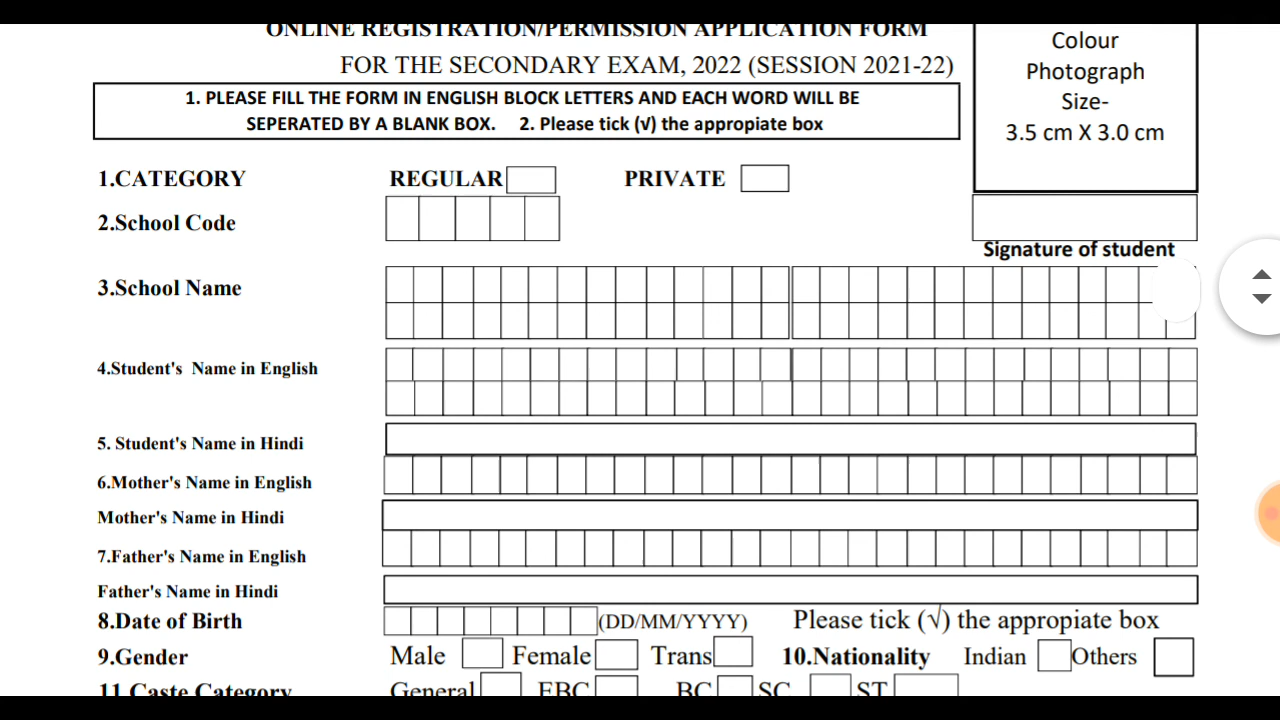 ONLINE REGISTRATION/PERMISSION APPLICATION FORM
FOR THE SECONDARY EXAM, 2022 (SESSION 2021-22)
Colour
Photograph
Size-
3.5 cm X 3.0 cm
1. PLEASE FILL THE FORM IN ENGLISH BLOCK LETTERS AND EACH WORD WILL BE
SEPERATED BY A BLANK BOX. 2. Please tick (√) the appropiate box
1.CATEGORY REGULAR PRIVATE
2.School Code
Signature of student
3.School Name
4.Student's Name in English
5. Student's Name in Hindi
6.Mother's Name in English
Mother's Name in Hindi
7.Father's Name in English
Father's Name in Hindi
8.Date of Birth (DD/MM/YYYY) Please tick (√) the appropiate box
9.Gender Male Female Trans 10.Nationality Indian Others
11.Caste Category General EBC BC SC ST